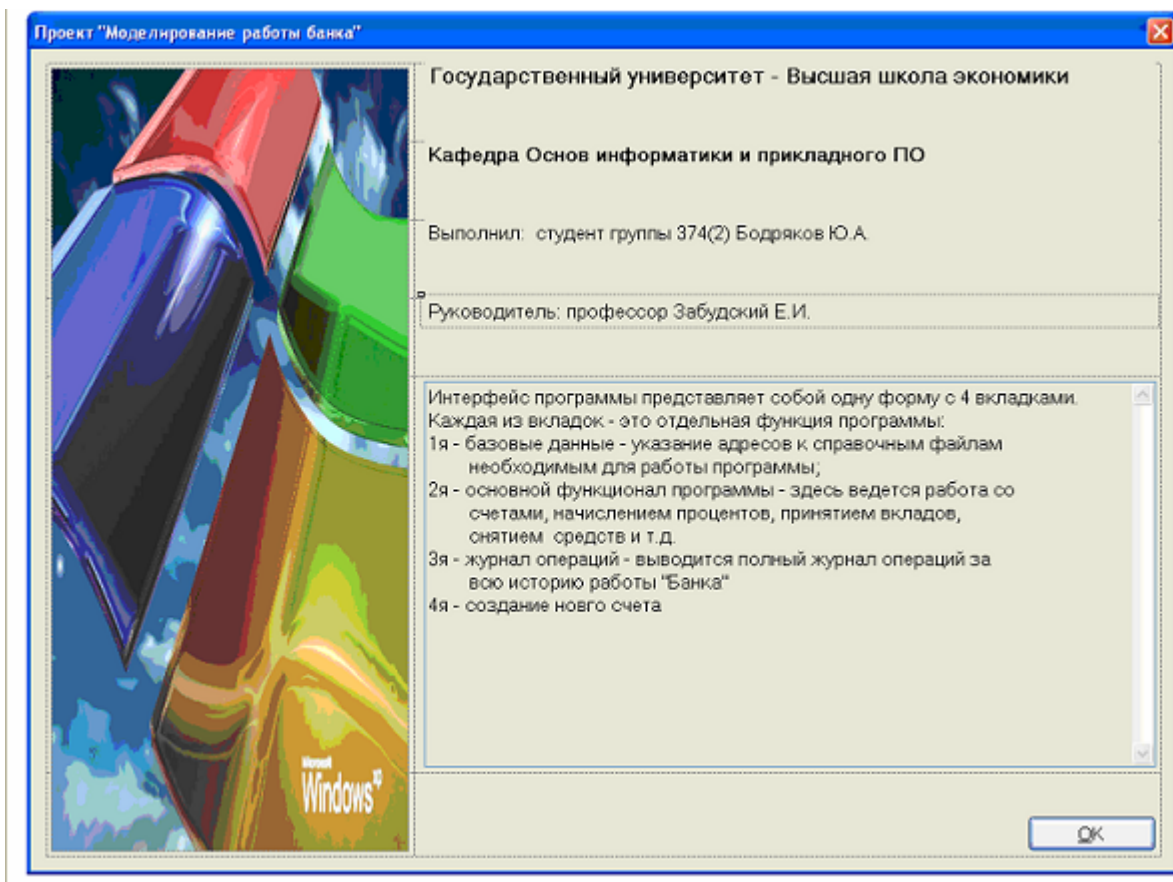 Проект "Моделирование работы банка"
Государственный университет - Высшая школа экономики
Кафедра Основ информатики и прикладного ПО
Выполнил: студент группы 374(2) Бодряков Ю.А.
Руководитель: профессор Забудский Е.И.
Интерфейс программы представляет собой одну форму с 4 вкладками.
Каждая из вкладок - это отдельная функция программы:
1я - базовые данные - указание адресов к справочным файлам
необходимым для работы программы;
2я - основной функционал программы - здесь ведется работа со
счетами, начислением процентов, принятием вкладов,
снятием средств и т.д.
3я - журнал операций - выводится полный журнал операций за
всю историю работы "Банка"
4я - создание новго счета
Microsoft
Windows xp
OK